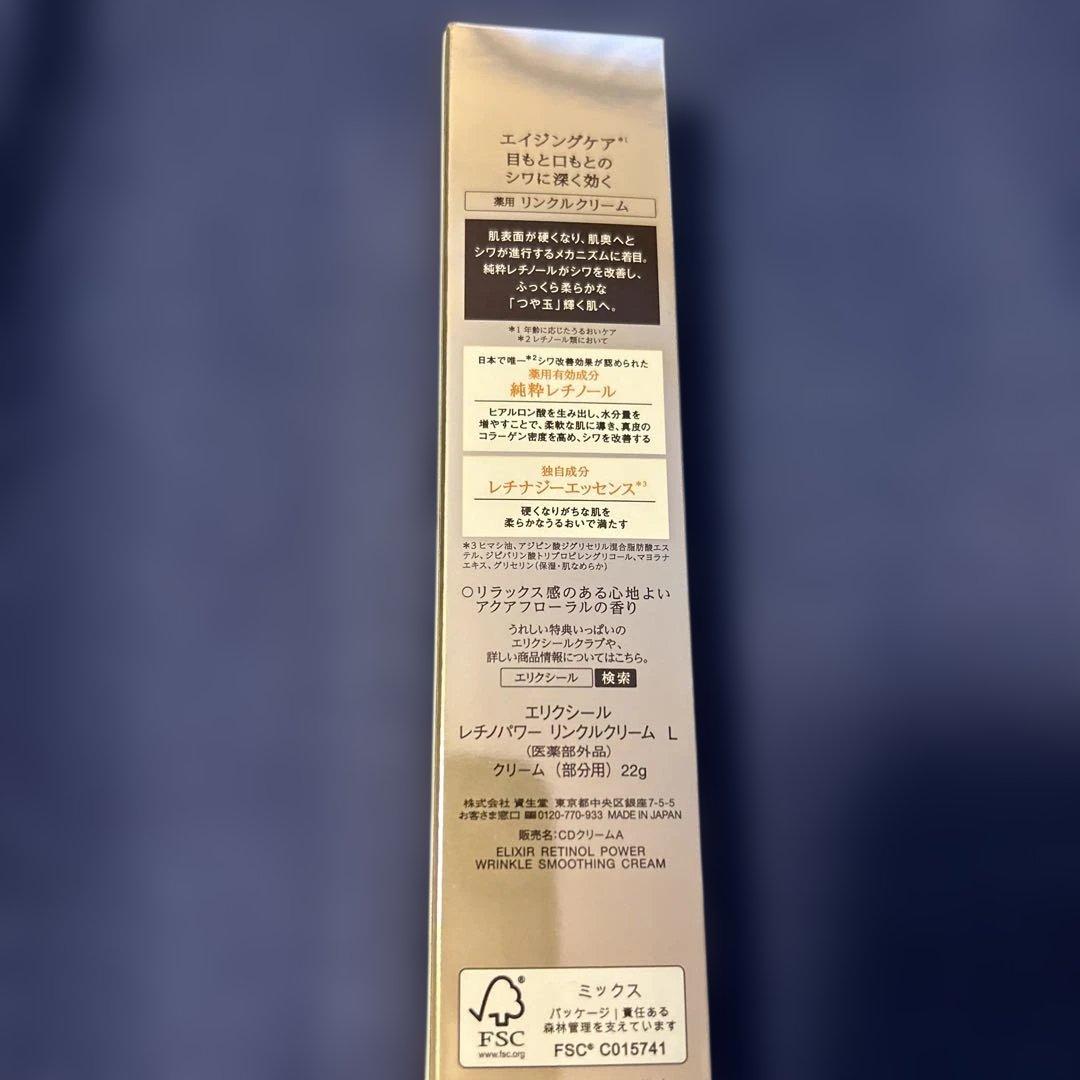 エイジングケア*1
目もと口もとの
シワに深く効く
薬用 リンクルクリーム
肌表面が硬くなり、肌奥へと
シワが進行するメカニズムに着目。
純粋レチノールがシワを改善し、
ふっくら柔らかな
「つや玉」輝く肌へ。
*1 年齢に応じたうるおいケア
*2 レチノール類において
日本で唯一*2シワ改善効果が認められた
薬用有効成分
純粋レチノール
ヒアルロン酸を生み出し、水分量を
増やすことで、柔軟な肌に導き、真皮の
コラーゲン密度を高め、シワを改善する
独自成分
レチナジーエッセンス*3
硬くなりがちな肌を
柔らかなうるおいで満たす
*3 ヒマシ油、アジピン酸ジグリセリル混合脂肪酸エス
テル、ジピバリン酸トリプロピレングリコール、マヨラナ
エキス、グリセリン(保湿・肌なめらか)
○リラックス感のある心地よい
アクアフローラルの香り
うれしい特典いっぱいの
エリクシールクラブや、
詳しい商品情報についてはこちら。
エリクシール 検索
エリクシール
レチノパワー リンクルクリーム L
(医薬部外品)
クリーム(部分用) 22g
株式会社 資生堂 東京都中央区銀座7-5-5
お客さま窓口 0120-770-933 MADE IN JAPAN
販売名:CDクリームA
ELIXIR RETINOL POWER
WRINKLE SMOOTHING CREAM
®
FSC
www.fsc.org
ミックス
パッケージ|責任ある
森林管理を支えています
FSC® C015741